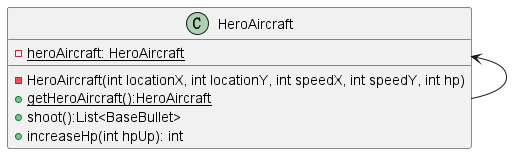 C HeroAircraft
heroAircraft: HeroAircraft
HeroAircraft(int locationX, int locationY, int speedX, int speedY, int hp)
getHeroAircraft():HeroAircraft
shoot():List<BaseBullet>
increaseHp(int hpUp): int